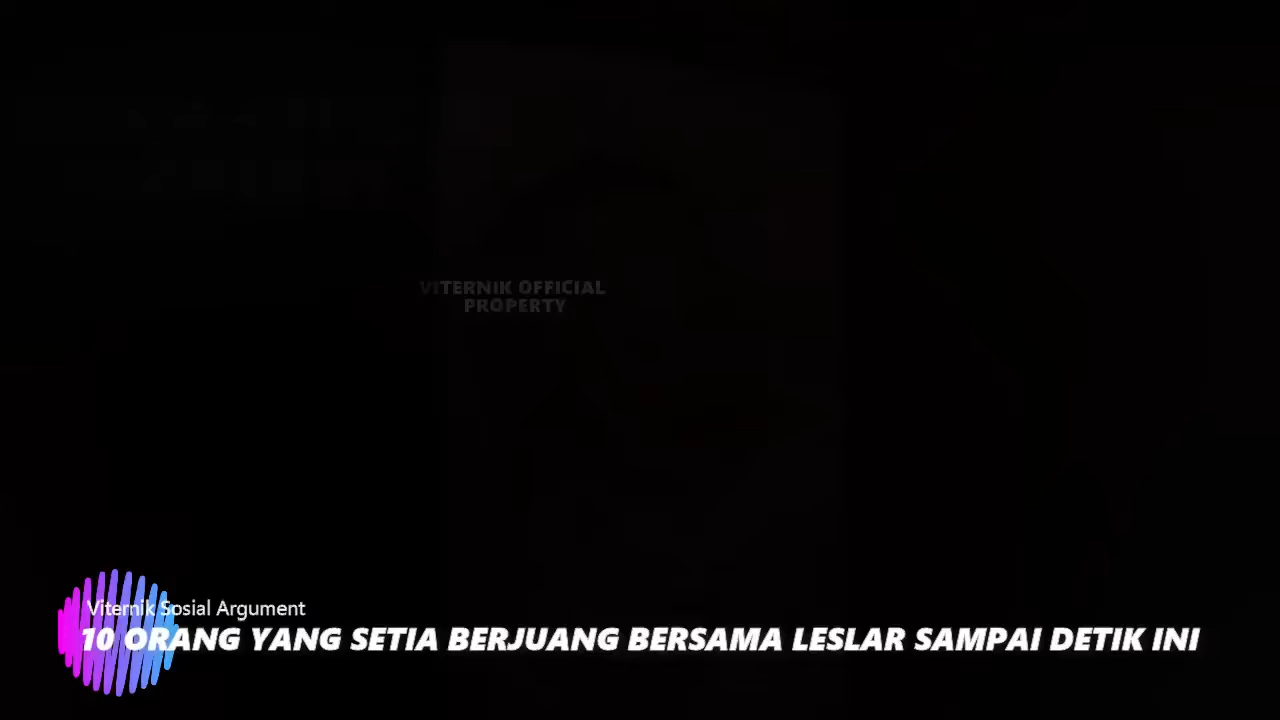 VITERNIK OFFICIAL
PROPERTY
Viternik Sosial Argument
10 ORANG YANG SETIA BERJUANG BERSAMA LESLAR SAMPAI DETIK INI